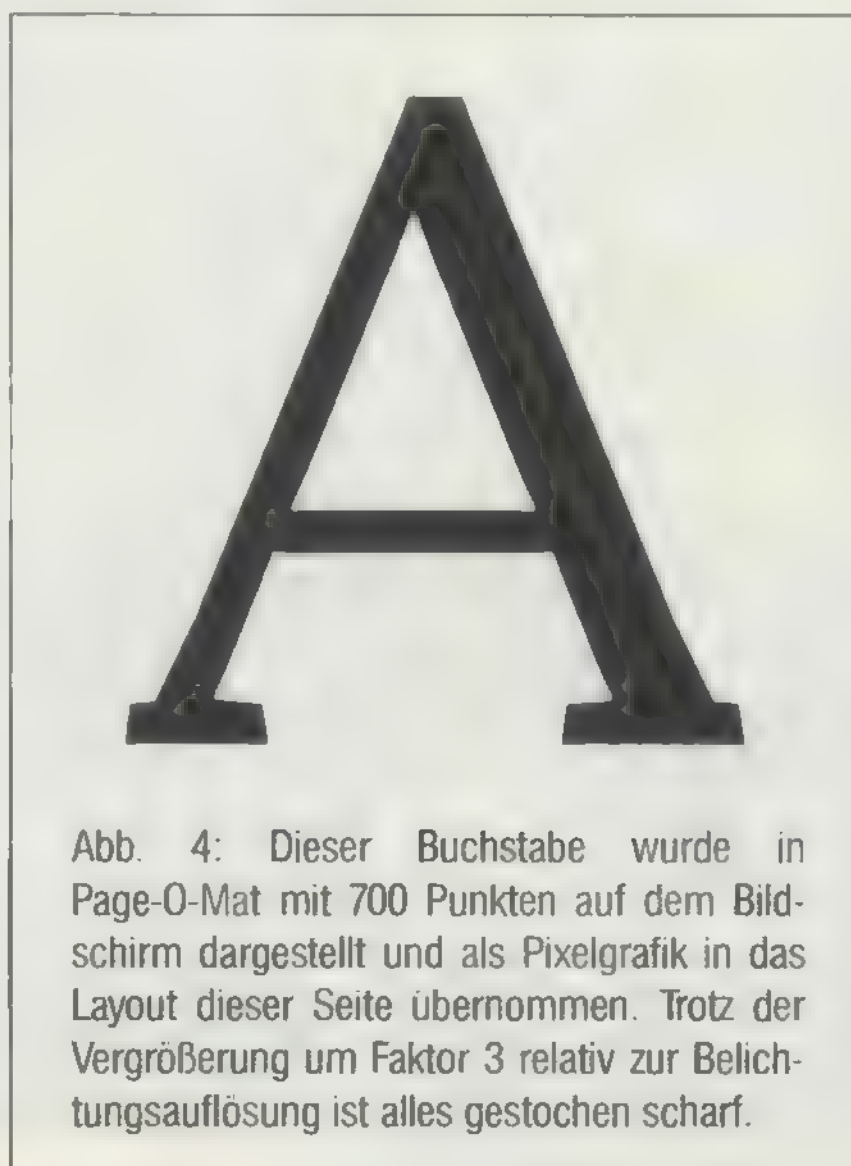 A
Abb. 4: Dieser Buchstabe wurde in
Page-O-Mat mit 700 Punkten auf dem Bild-
schirm dargestellt und als Pixelgrafik in das
Layout dieser Seite übernommen. Trotz der
Vergrößerung um Faktor 3 relativ zur Belich-
tungsauflösung ist alles gestochen scharf.